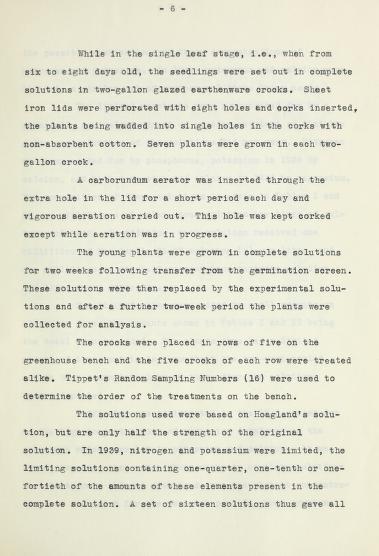 - 6 -
While in the single leaf stage, i.e., when from
six to eight days old, the seedlings were set out in complete
solutions in two-gallon glazed earthenware crocks. Sheet
iron lids were perforated with eight holes and corks inserted,
the plants being wadded into single holes in the corks with
non-absorbent cotton. Seven plants were grown in each two-
gallon crock.
A carborundum aerator was inserted through the
extra hole in the lid for a short period each day and
vigorous aeration carried out. This hole was kept corked
except while aeration was in progress.
The young plants were grown in complete solutions
for two weeks following transfer from the germination screen.
These solutions were then replaced by the experimental solu-
tions and after a further two-week period the plants were
collected for analysis.
The crocks were placed in rows of five on the
greenhouse bench and the five crocks of each row were treated
alike. Tippet's Random Sampling Numbers (16) were used to
determine the order of the treatments on the bench.
The solutions used were based on Hoagland's solu-
tion, but are only half the strength of the original
solution. In 1939, nitrogen and potassium were limited, the
limiting solutions containing one-quarter, one-tenth or one-
fortieth of the amounts of these elements present in the
complete solution. A set of sixteen solutions thus gave all